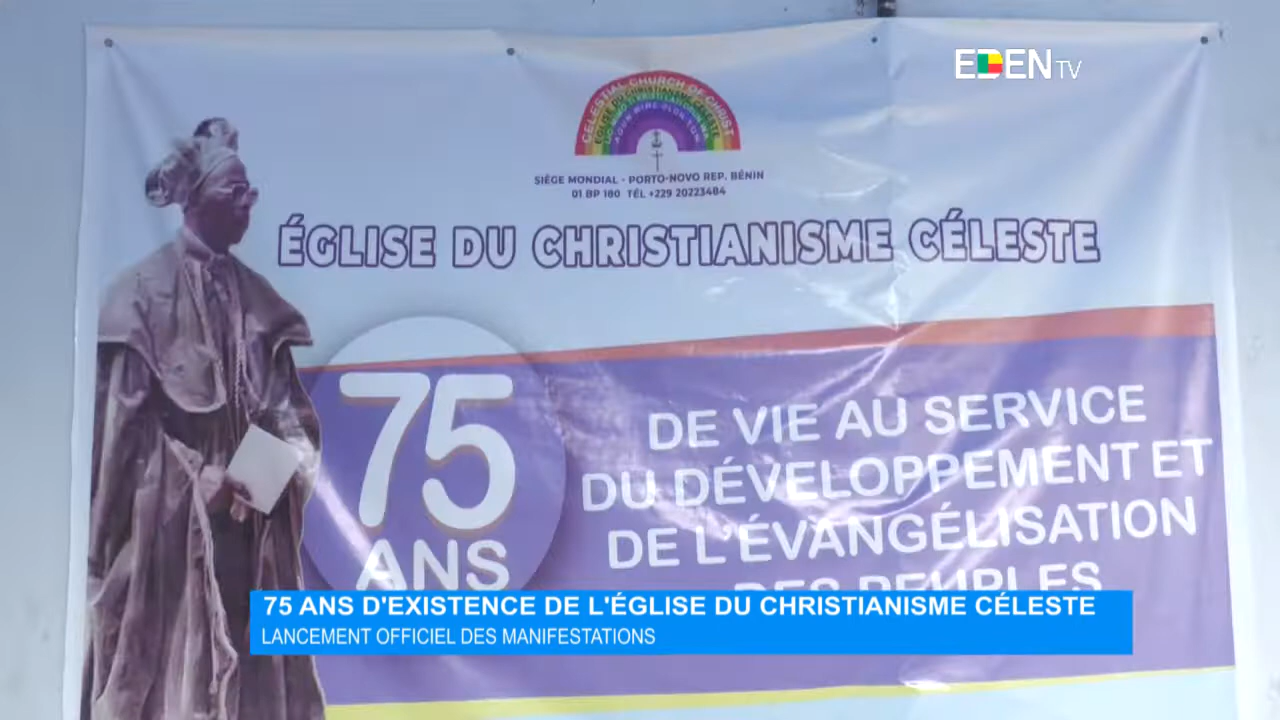 EDEN TV
CELESTIAL CHURCH OF CHRIST
SIÈGE MONDIAL - PORTO-NOVO REP. BÉNIN
01 BP 180 TÉL +229 20223484
ÉGLISE DU CHRISTIANISME CÉLESTE
75
ANS
DE VIE AU SERVICE
DU DÉVELOPPEMENT ET
DE L'ÉVANGÉLISATION
DES PEUPLES
75 ANS D'EXISTENCE DE L'ÉGLISE DU CHRISTIANISME CÉLESTE
LANCEMENT OFFICIEL DES MANIFESTATIONS